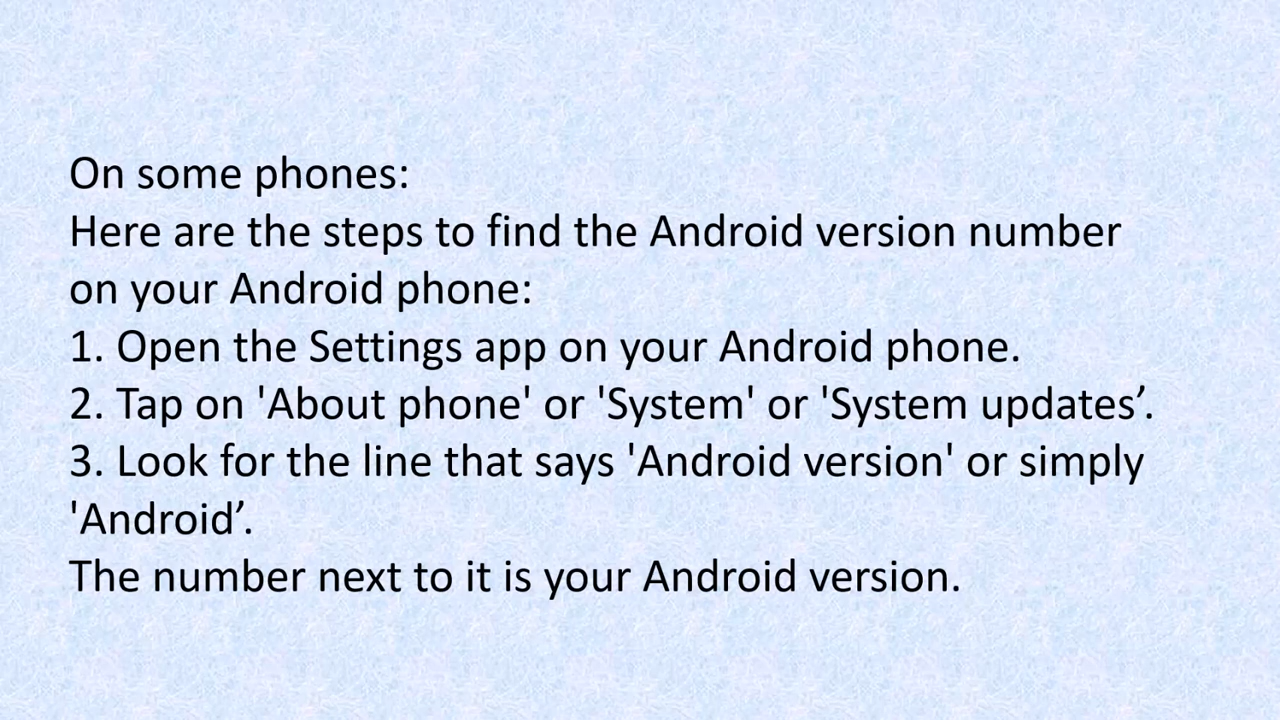 On some phones:
Here are the steps to find the Android version number
on your Android phone:
1. Open the Settings app on your Android phone.
2. Tap on 'About phone' or 'System' or 'System updates’.
3. Look for the line that says 'Android version' or simply
'Android’.
The number next to it is your Android version.